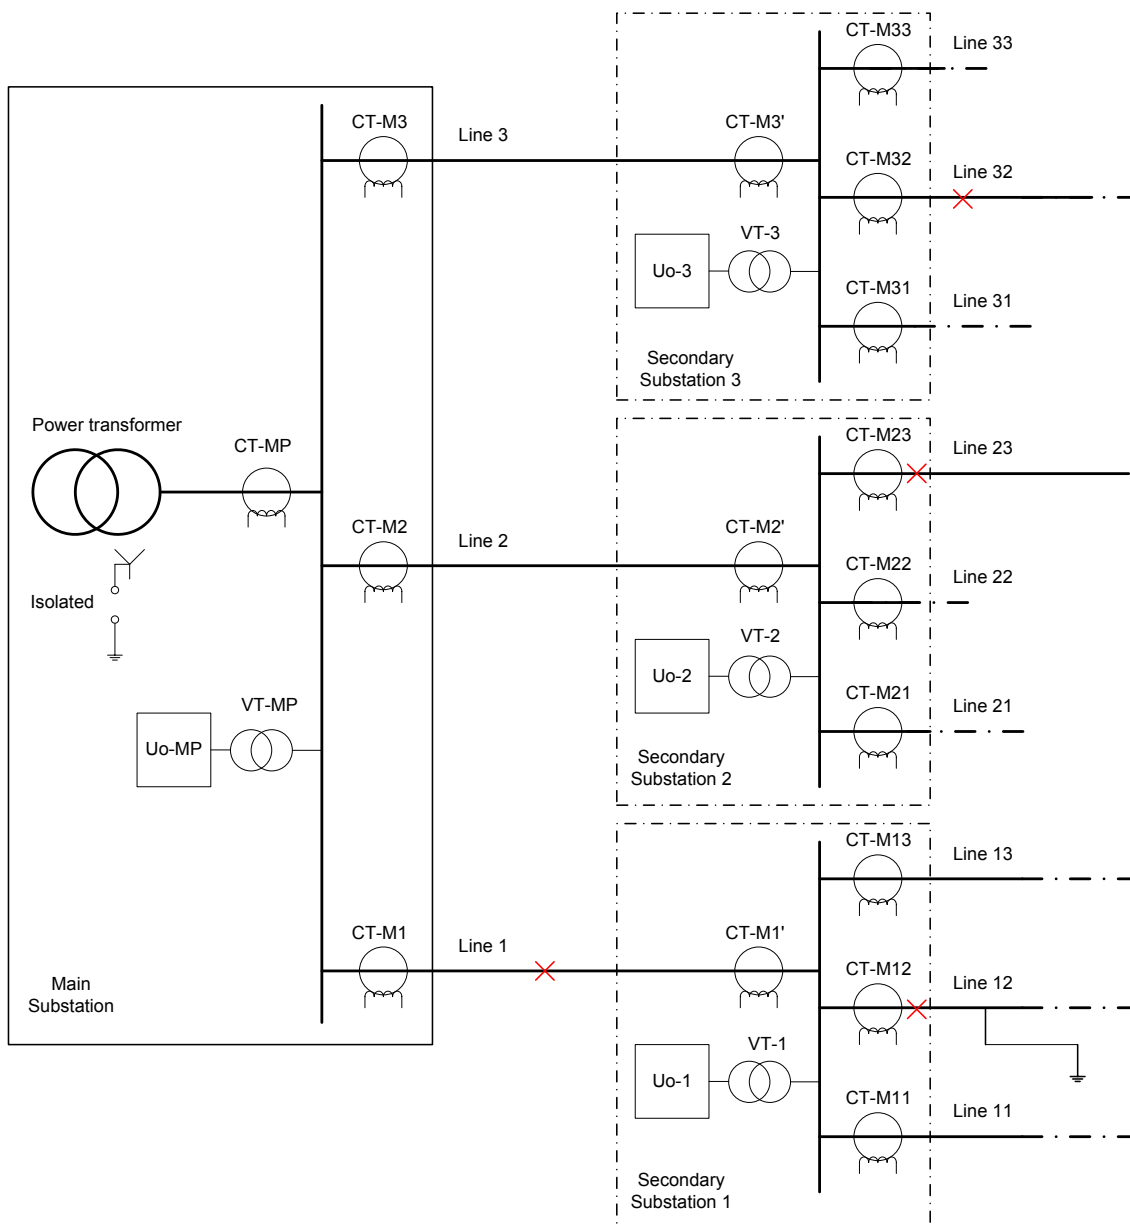 CT-M33
Line 33
CT-M3
Line 3
CT-M3'
CT-M32
Line 32
VT-3
Uo-3
CT-M31
Line 31
Secondary
Substation 3
Power transformer
CT-MP
CT-M23
Line 23
CT-M2
Line 2
CT-M2'
CT-M22
Line 22
Isolated
VT-2
Uo-2
CT-M21
Line 21
VT-MP
Uo-MP
Secondary
Substation 2
CT-M13
Line 13
CT-M1
Line 1
CT-M1'
CT-M12
Line 12
Main
Substation
VT-1
Uo-1
CT-M11
Line 11
Secondary
Substation 1